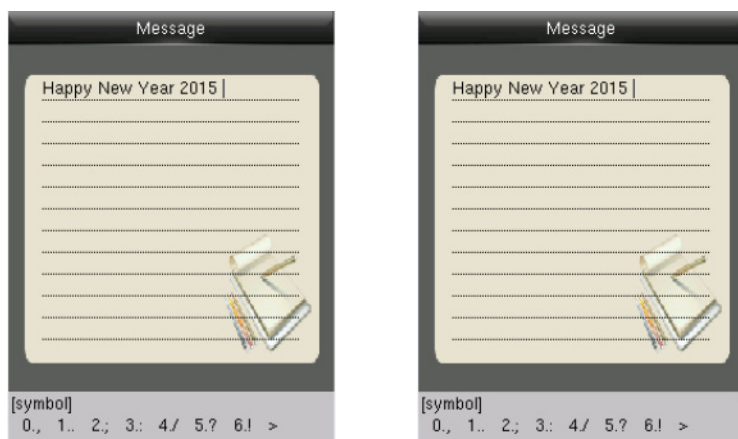 Message
Happy New Year 2015
[symbol]
0., 1.. 2.; 3.: 4./ 5.? 6.! >
Message
Happy New Year 2015
[symbol]
0., 1.. 2.; 3.: 4./ 5.? 6.! >